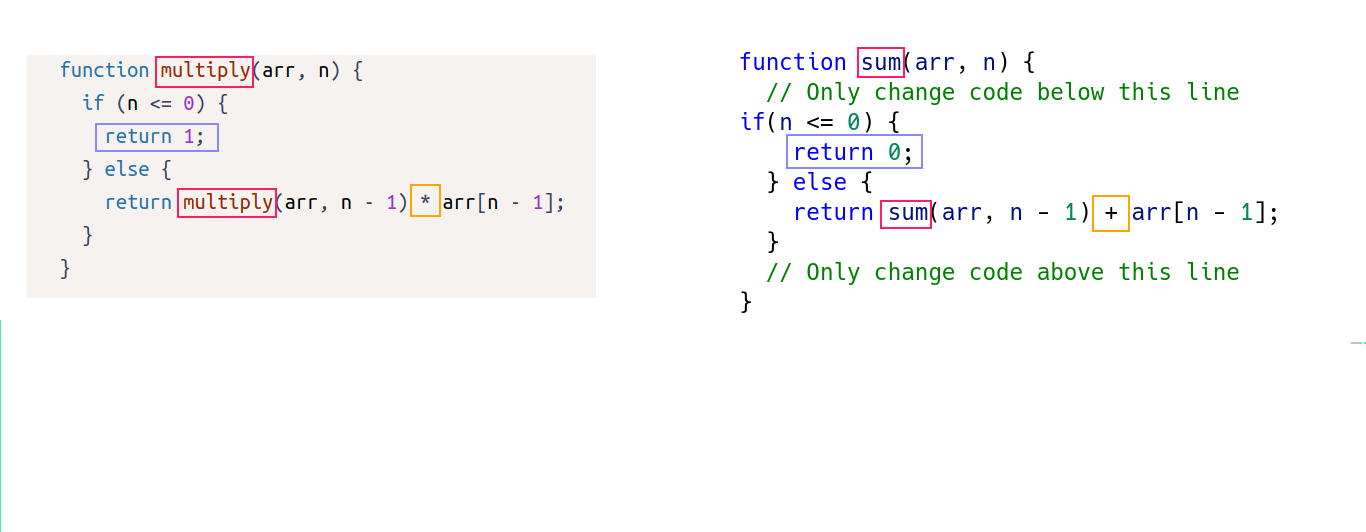 function multiply(arr, n) {
  if (n <= 0) {
    return 1;
  } else {
    return multiply(arr, n - 1) * arr[n - 1];
  }
}
function sum(arr, n) {
  // Only change code below this line
if(n <= 0) {
    return 0;
  } else {
    return sum(arr, n - 1) + arr[n - 1];
  }
  // Only change code above this line
}